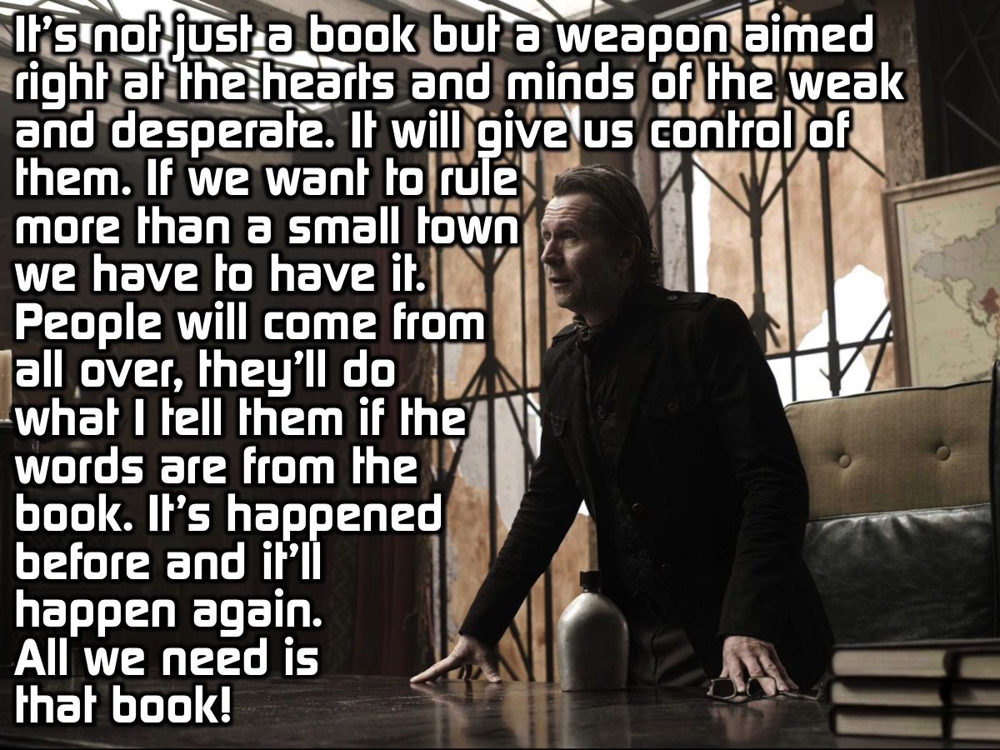 It's not just a book but a weapon aimed
right at the hearts and minds of the weak
and desperate. It will give us control of
them. If we want to rule
more than a small town
we have to have it.
People will come from
all over, they'll do
what I tell them if the
words are from the
book. It's happened
before and it'll
happen again.
All we need is
that book!